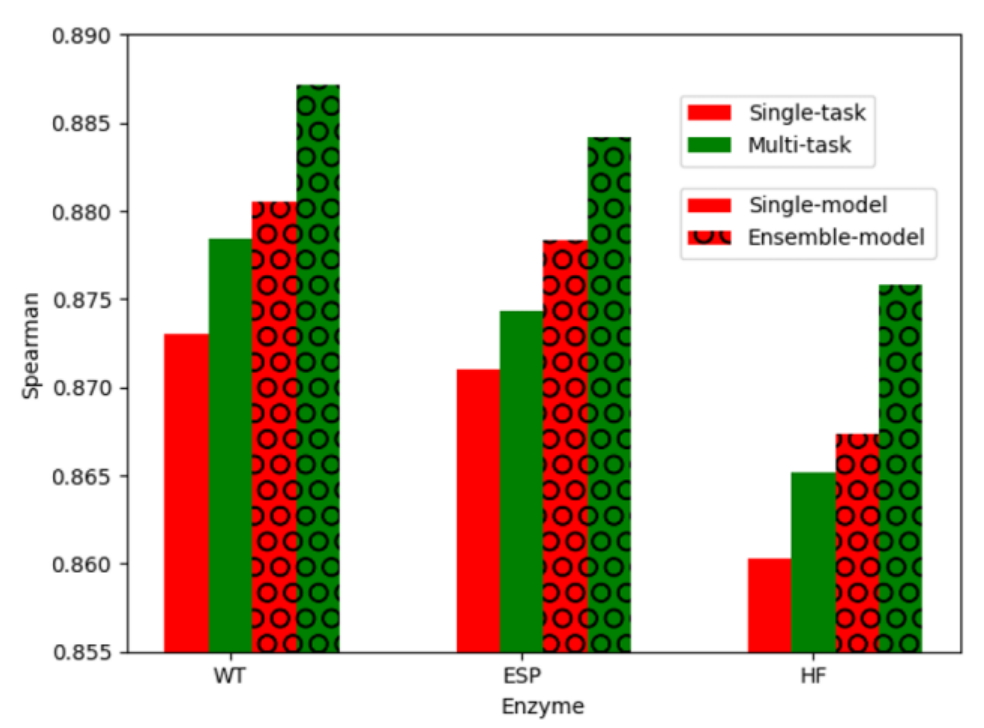 0.890
0.885
0.880
0.875
0.870
0.865
0.860
0.855
Spearman
Single-task
Multi-task
Single-model
Ensemble-model
WT
ESP
HF
Enzyme